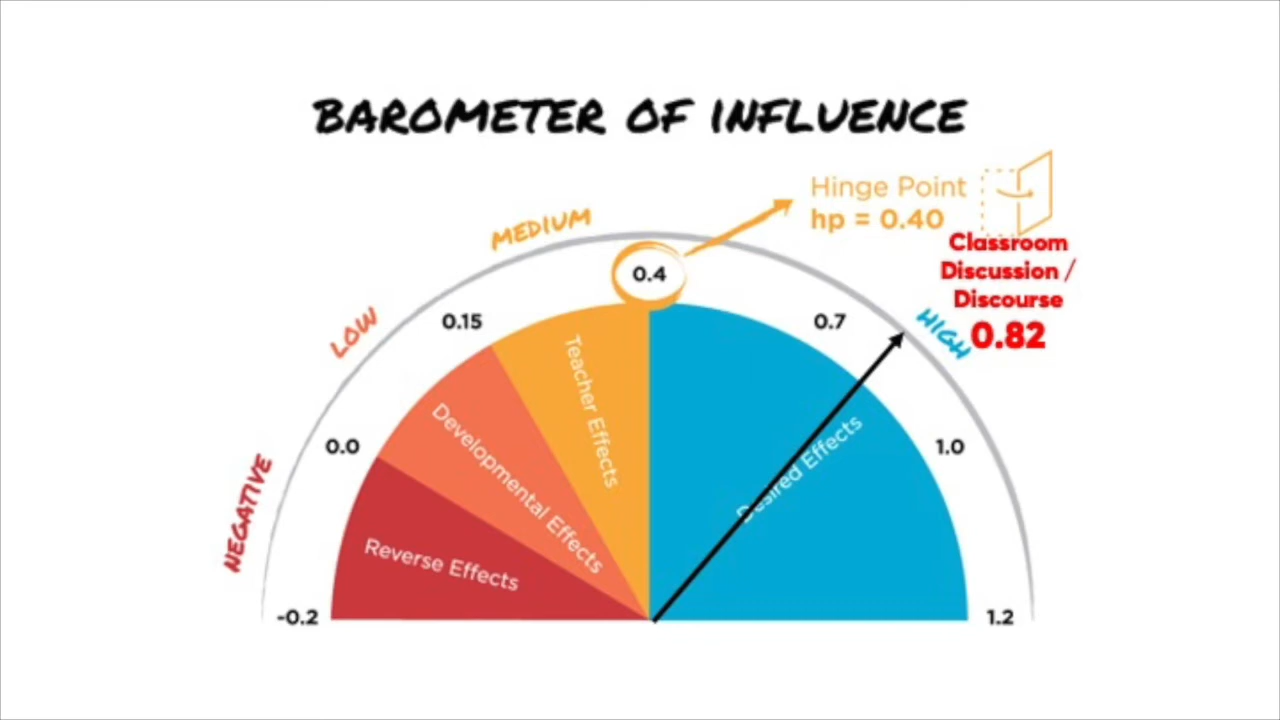 BAROMETER OF INFLUENCE
Hinge Point
hp = 0.40
Classroom
Discussion /
Discourse
0.82
MEDIUM
LOW
HIGH
NEGATIVE
0.4
0.15
0.7
0.0
1.0
-0.2
1.2
Reverse Effects
Developmental Effects
Teacher Effects
Desired Effects